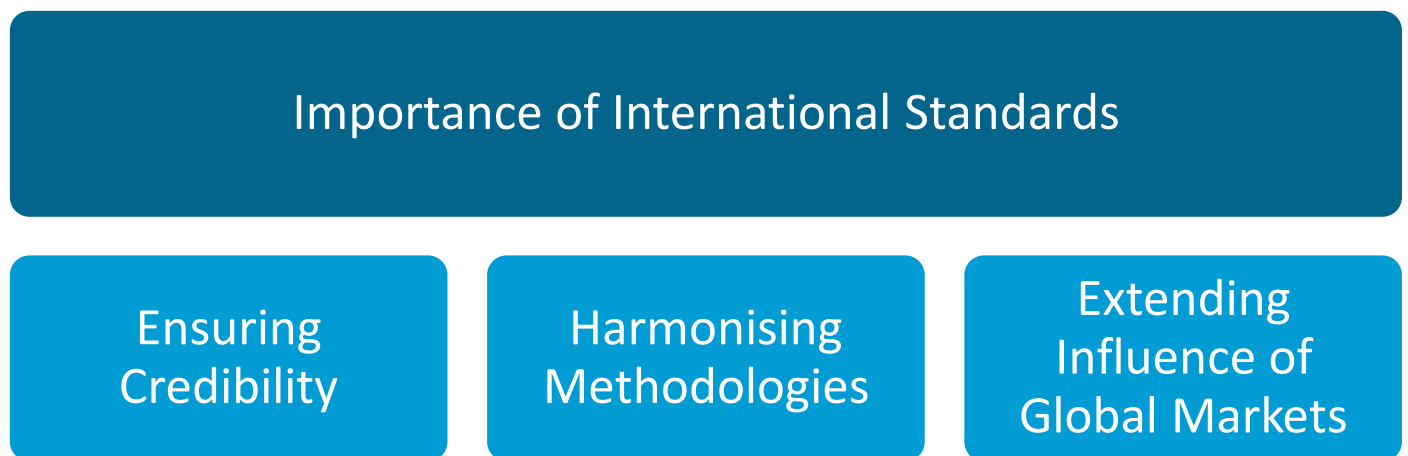 Importance of International Standards
Ensuring
Credibility
Harmonising
Methodologies
Extending
Influence of
Global Markets